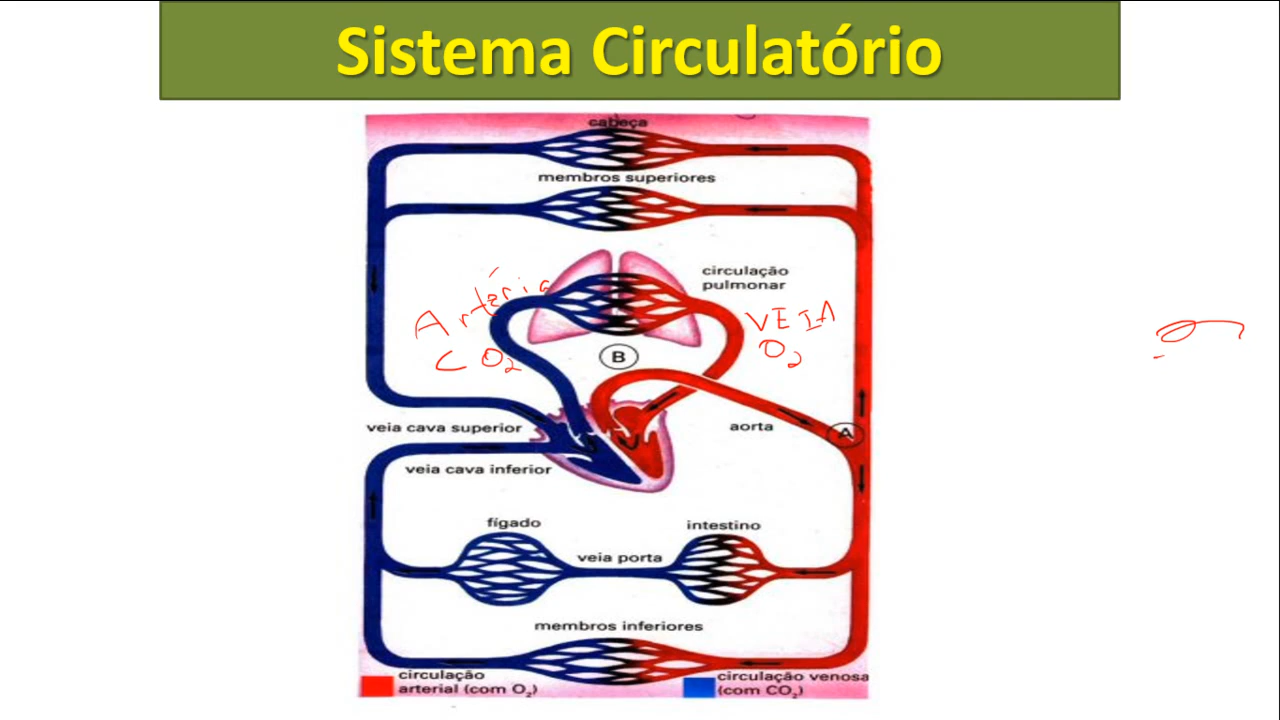 Sistema Circulatório
cabeça
membros superiores
circulação
pulmonar
Artéria
CO₂
VEIA
O₂
B
veia cava superior
aorta
A
veia cava inferior
fígado
intestino
veia porta
membros inferiores
circulação
arterial (com O₂)
circulação venosa
(com CO₂)